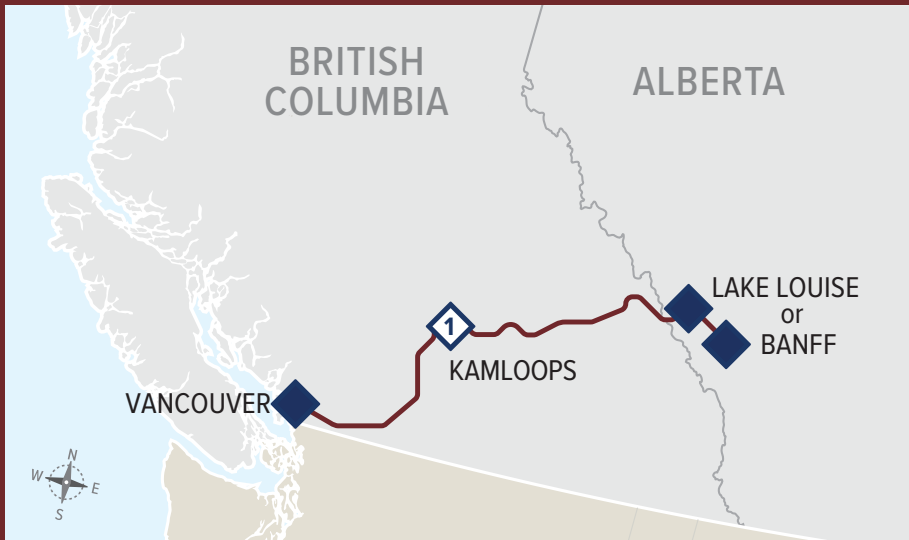 BRITISH
COLUMBIA
ALBERTA
LAKE LOUISE
or
BANFF
1
KAMLOOPS
VANCOUVER
N
W
E
S